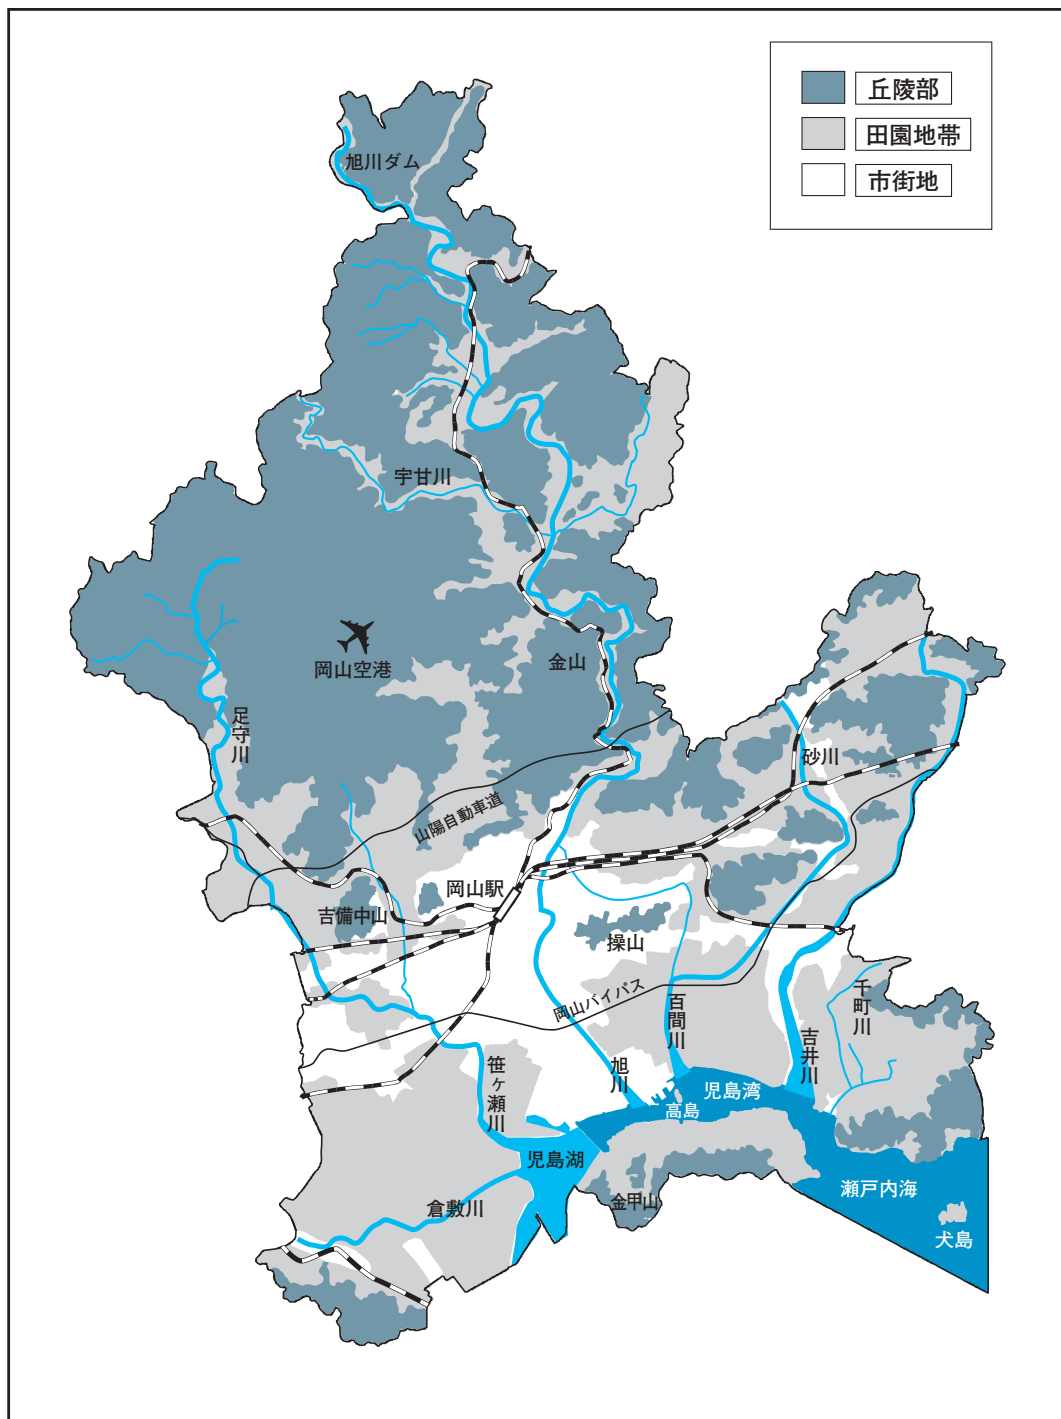 丘陵部
田園地帯
市街地
旭川ダム
宇甘川
岡山空港
金山
足守川
砂川
山陽自動車道
岡山駅
吉備中山
操山
岡山バイパス
百間川
千町川
吉井川
旭川
笹ヶ瀬川
児島湾
高島
児島湖
瀬戸内海
金甲山
倉敷川
犬島